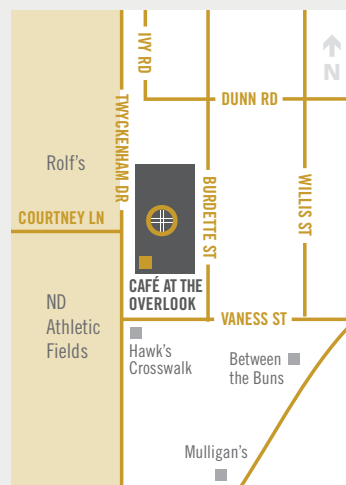 IVY RD
N
DUNN RD
TWYCKENHAM DR
Rolf's
BURDETTE ST
WILLIS ST
COURTNEY LN
CAFÉ AT THE
OVERLOOK
ND
Athletic
Fields
VANESS ST
Hawk's
Crosswalk
Between
the Buns
Mulligan's